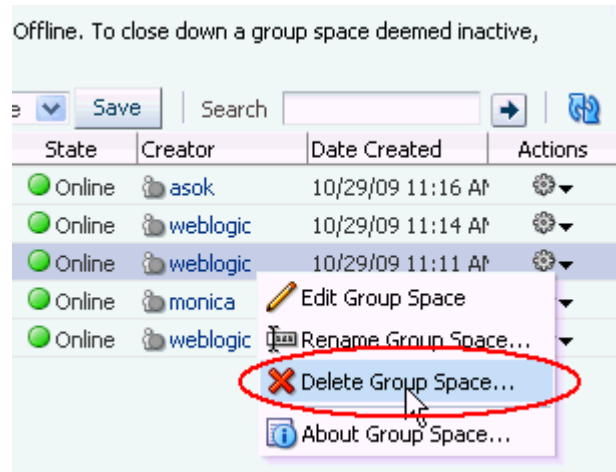 Offline. To close down a group space deemed inactive,
e Save Search
State Creator Date Created Actions
Online asok 10/29/09 11:16 AM
Online weblogic 10/29/09 11:14 AM
Online weblogic 10/29/09 11:11 AM
Online monica Edit Group Space
Online weblogic Rename Group Space...
Delete Group Space...
About Group Space...